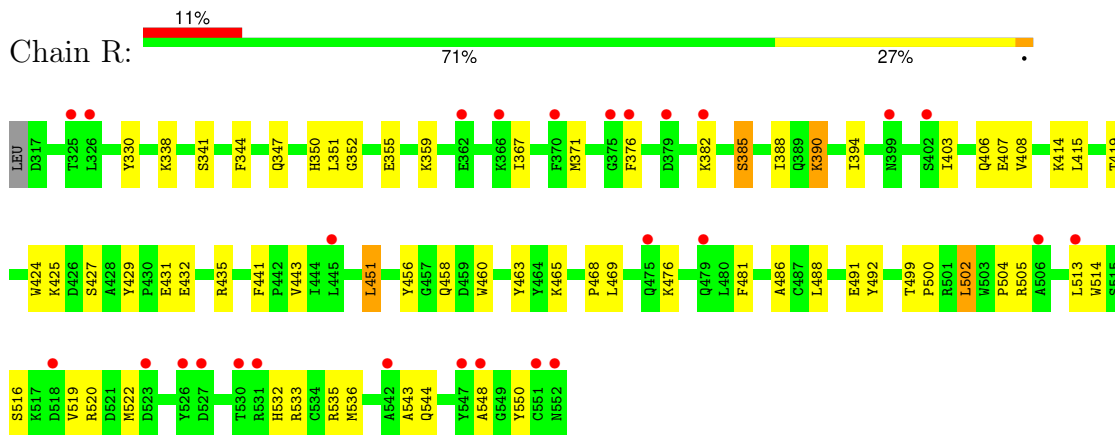 11%
Chain R:
71% 27% •
LEU D317 T325 L326 Y330 K338 S341 F344 Q347 H350 L351 G352 E355 K359 E362 K366 I367 F370 M371 G375 F376 D379 K382 S385 I388 Q389 K390 I394 N399 S402 I403 Q406 E407 V408 K414 L415 T419
W424 K425 D426 S427 A428 Y429 P430 E431 E432 R435 F441 P442 V443 I444 L445 L451 Y456 G457 Q458 D459 W460 Y463 Y464 K465 P468 L469 Q475 K476 Q479 L480 F481 A486 C487 L488 E491 Y492 T499 P500 R501 L502 W503 P504 R505 A506 L513 W514 S515
S516 K517 D518 V519 R520 D521 M522 D523 Y526 D527 T530 R531 H532 R533 C534 R535 M536 A542 A543 Q544 Y547 A548 G549 Y550 C551 N552